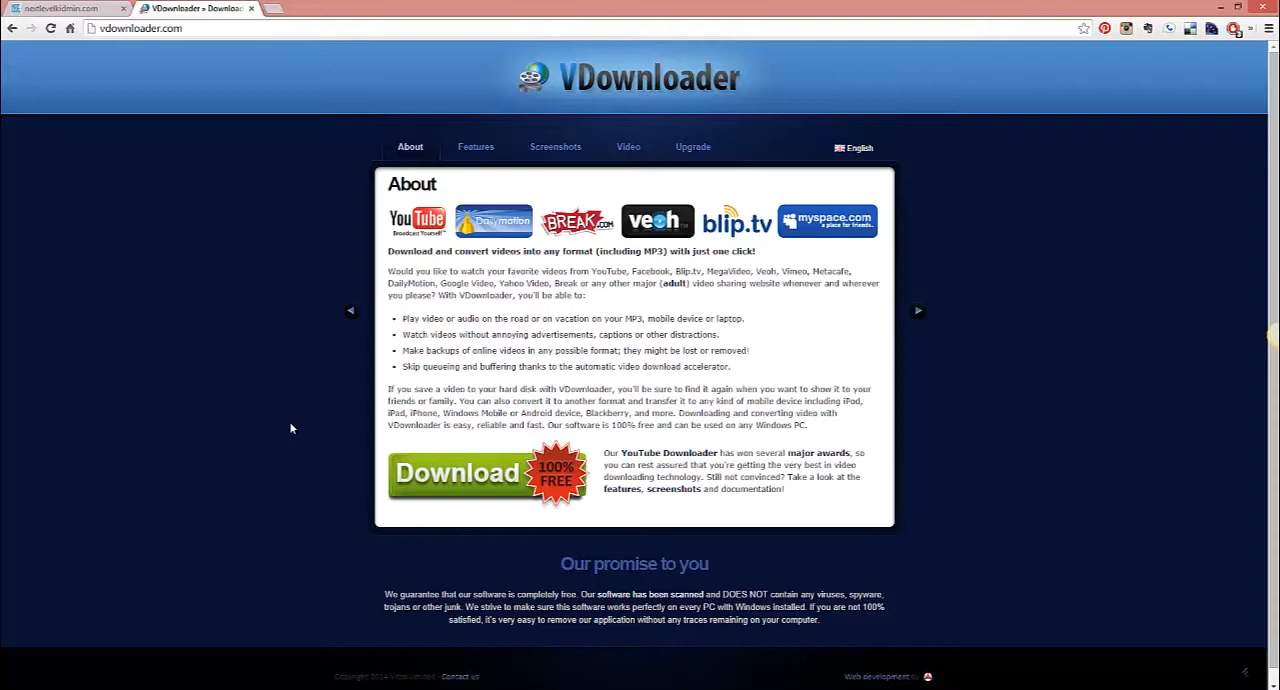 nextlevelkidmin.com
VDownloader » Download
vdownloader.com
VDownloader
About Features Screenshots Video Upgrade English
About
YouTube Dailymotion BREAK.COM veoh blip.tv myspace.com
Broadcast Yourself™ a place for friends.
Download and convert videos into any format (including MP3) with just one click!
Would you like to watch your favorite videos from YouTube, Facebook, Blip.tv, MegaVideo, Veoh, Vimeo, Metacafe,
DailyMotion, Google Video, Yahoo Video, Break or any other major (adult) video sharing website whenever and wherever
you please? With VDownloader, you'll be able to:
• Play video or audio on the road or on vacation on your MP3, mobile device or laptop.
• Watch videos without annoying advertisements, captions or other distractions.
• Make backups of online videos in any possible format; they might be lost or removed!
• Skip queueing and buffering thanks to the automatic video download accelerator.
If you save a video to your hard disk with VDownloader, you'll be sure to find it again when you want to show it to your
friends or family. You can also convert it to another format and transfer it to any kind of mobile device including iPod,
iPad, iPhone, Windows Mobile or Android device, Blackberry, and more. Downloading and converting video with
VDownloader is easy, reliable and fast. Our software is 100% free and can be used on any Windows PC.
Download 100% FREE
Our YouTube Downloader has won several major awards, so
you can rest assured that you're getting the very best in video
downloading technology. Still not convinced? Take a look at the
features, screenshots and documentation!
Our promise to you
We guarantee that our software is completely free. Our software has been scanned and DOES NOT contain any viruses, spyware,
trojans or other junk. We strive to make sure this software works perfectly on every PC with Windows installed. If you are not 100%
satisfied, it's very easy to remove our application without any traces remaining on your computer.
Copyright 2014 Vitzo Limited - Contact us
Web development by